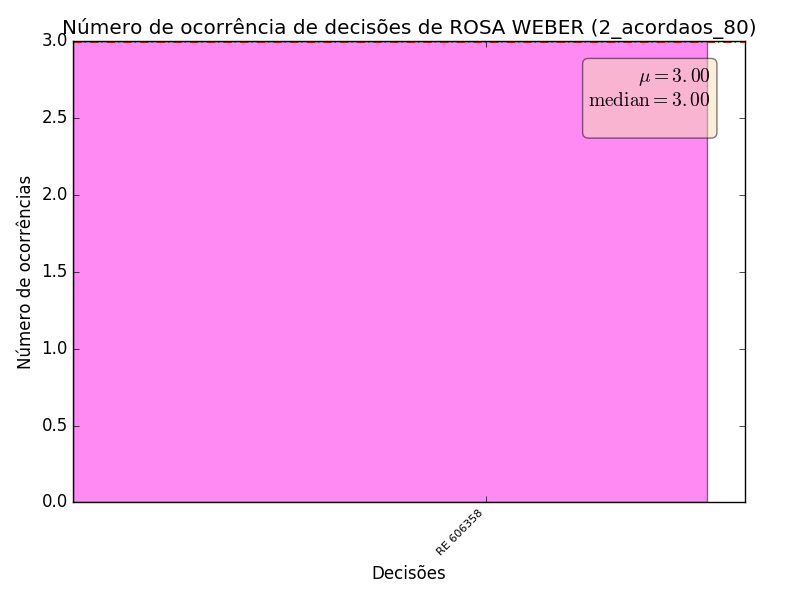 Número de ocorrência de decisões de ROSA WEBER (2_acordaos_80)
3.0
2.5
2.0
1.5
1.0
0.5
0.0
Número de ocorrências
μ = 3.00
median = 3.00
RE 606358
Decisões